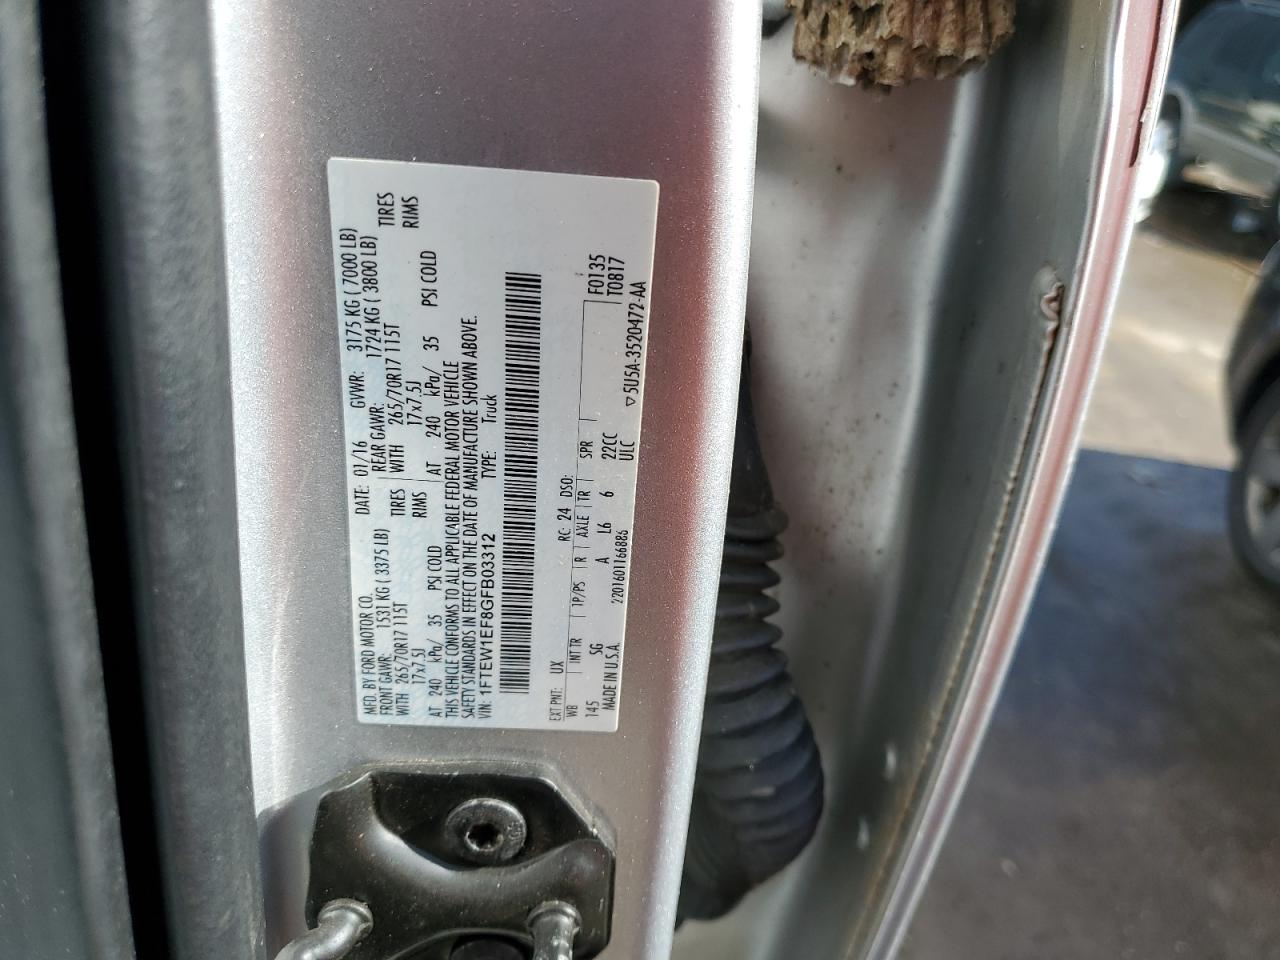 MFD. BY FORD MOTOR CO.
DATE: 01/16 GVWR: 3175 KG ( 7000 LB)
FRONT GAWR: 1531 KG ( 3375 LB) REAR GAWR: 1724 KG ( 3800 LB)
WITH 265/70R17 115T TIRES WITH 265/70R17 115T TIRES
17x7.5J RIMS 17x7.5J RIMS
AT 240 kPa/ 35 PSI COLD AT 240 kPa/ 35 PSI COLD
THIS VEHICLE CONFORMS TO ALL APPLICABLE FEDERAL MOTOR VEHICLE
SAFETY STANDARDS IN EFFECT ON THE DATE OF MANUFACTURE SHOWN ABOVE.
VIN: 1FTEW1EF8GFB03312 TYPE: Truck
EXT PNT: UX RC: 24 DSO:
WB INT TR TP/PS R AXLE TR SPR F0135
145 SG A L6 6 22CC T0817
MADE IN U.S.A. ULC ▽5U5A-3520472-AA